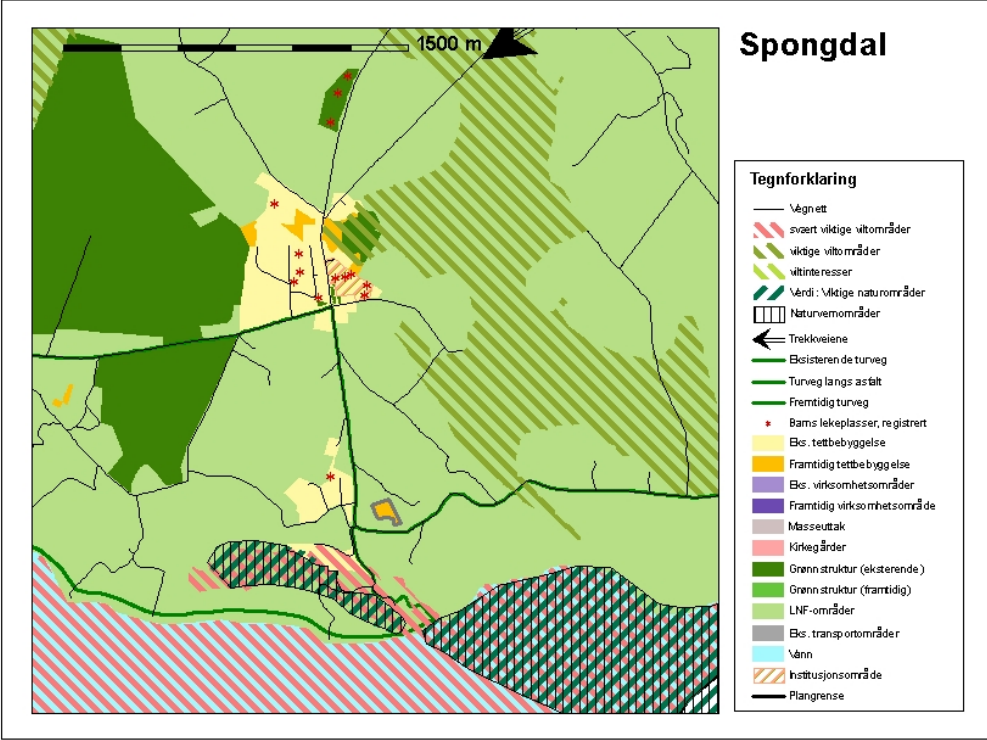 1500 m
Spongdal
Tegnforklaring
Vegnett
svært viktige viltområder
viktige viltområder
viltinteresser
Verdi : Viktige naturområder
Naturvernområder
Trekkveiene
Eksisterende turveg
Turveg langs asfalt
Fremtidig turveg
Barns lekeplasser, registrert
Eks. tettbebyggelse
Framtidig tettbebyggelse
Eks. virksomhetsområder
Framtidig virksomhetsområde
Masseuttak
Kirkegårder
Grønnstruktur (eksterende)
Grønnstruktur (framtidig)
LNF-områder
Eks. transportområder
Vann
Institusjonsområde
Plangrense